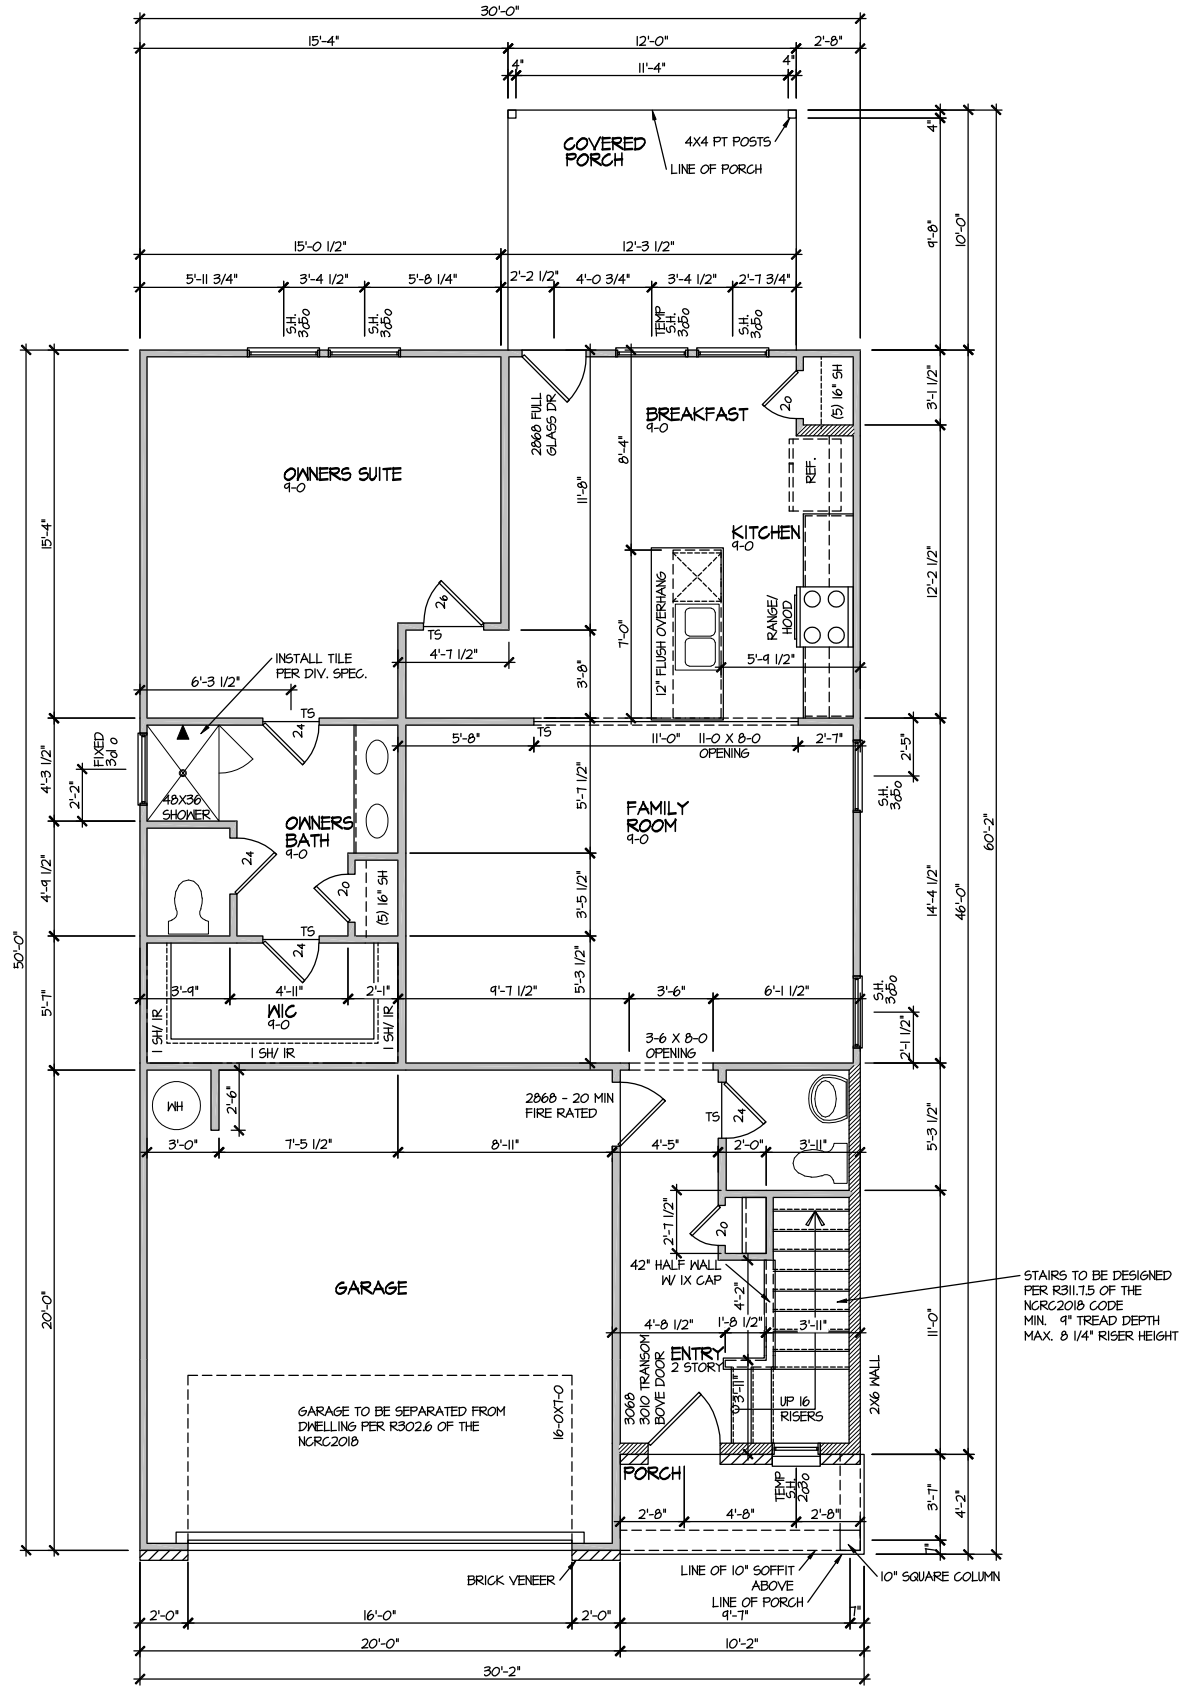 30'-0"
15'-4"
12'-0"
2'-8"
4"
11'-4"
4"
COVERED
PORCH
4X4 PT POSTS
LINE OF PORCH
4"
9'-8"
10'-0"
15'-0 1/2"
12'-3 1/2"
5'-11 3/4"
3'-4 1/2"
5'-8 1/4"
2'-2 1/2"
4'-0 3/4"
3'-4 1/2"
2'-7 3/4"
S.H.
3050
S.H.
3050
TEMP
S.H.
3050
S.H.
3050
2868 FULL
GLASS DR
BREAKFAST
9-0
20
(5) 16" SH
3'-1 1/2"
OWNERS SUITE
9-0
8'-4"
11'-8"
REF.
15'-4"
KITCHEN
9-0
12'-2 1/2"
26
TS
12" FLUSH OVERHANG
RANGE/
HOOD
7'-0"
4'-7 1/2"
3'-8"
5'-9 1/2"
INSTALL TILE
PER DIV. SPEC.
6'-3 1/2"
TS
24
TS
5'-8"
11'-0"
11-0 X 8-0
OPENING
2'-7"
2'-5"
FIXED
3010
4'-3 1/2"
2'-2"
48X36
SHOWER
5'-7 1/2"
S.H.
3050
OWNERS
BATH
9-0
FAMILY
ROOM
9-0
60'-2"
24
20
(5) 16" SH
4'-9 1/2"
3'-5 1/2"
14'-4 1/2"
46'-0"
TS
24
50'-0"
5'-3 1/2"
S.H.
3050
5'-7"
3'-9"
4'-11"
2'-1"
9'-7 1/2"
3'-6"
6'-1 1/2"
WIC
9-0
1 SH/ 1R
1 SH/ 1R
1 SH/ 1R
3-6 X 8-0
OPENING
2'-1 1/2"
WH
2'-6"
2868 - 20 MIN
FIRE RATED
TS
24
5'-3 1/2"
3'-0"
7'-5 1/2"
8'-11"
4'-5"
2'-0"
3'-11"
2'-7 1/2"
20
GARAGE
42" HALF WALL
W/ 1X CAP
4'-2"
STAIRS TO BE DESIGNED
PER R311.7.5 OF THE
NCRC2018 CODE
MIN. 9" TREAD DEPTH
MAX. 8 1/4" RISER HEIGHT
20'-0"
11'-0"
4'-8 1/2"
1'-8 1/2"
3'-11"
ENTRY
2 STORY
3068
3010 TRANSOM
BOVE DOOR
3'-11"
2X6 WALL
UP 16
RISERS
16-0X7-0
GARAGE TO BE SEPARATED FROM
DWELLING PER R302.6 OF THE
NCRC2018
PORCH
TEMP
S.H.
2030
3'-7"
4'-2"
2'-8"
4'-8"
2'-8"
7"
BRICK VENEER
LINE OF 10" SOFFIT
ABOVE
LINE OF PORCH
10" SQUARE COLUMN
2'-0"
16'-0"
2'-0"
9'-7"
7"
20'-0"
10'-2"
30'-2"